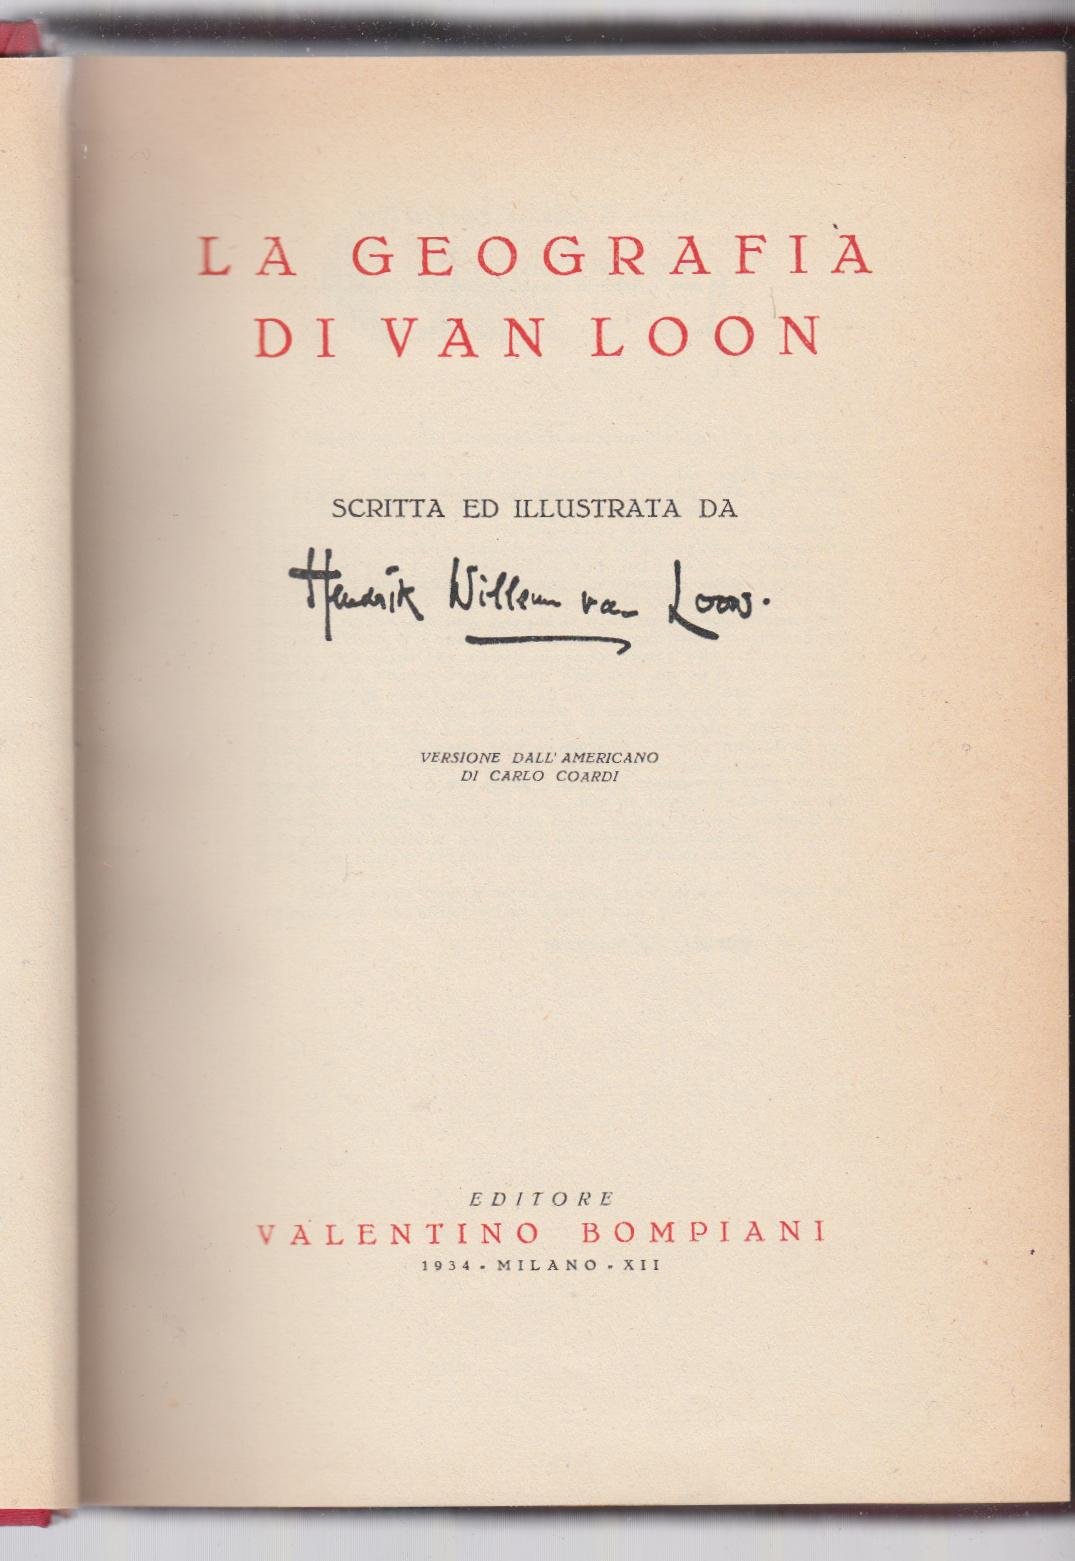 LA GEOGRAFIA
DI VAN LOON
SCRITTA ED ILLUSTRATA DA
Hendrik Willem van Loon.
VERSIONE DALL'AMERICANO
DI CARLO COARDI
EDITORE
VALENTINO BOMPIANI
1934 - MILANO - XII